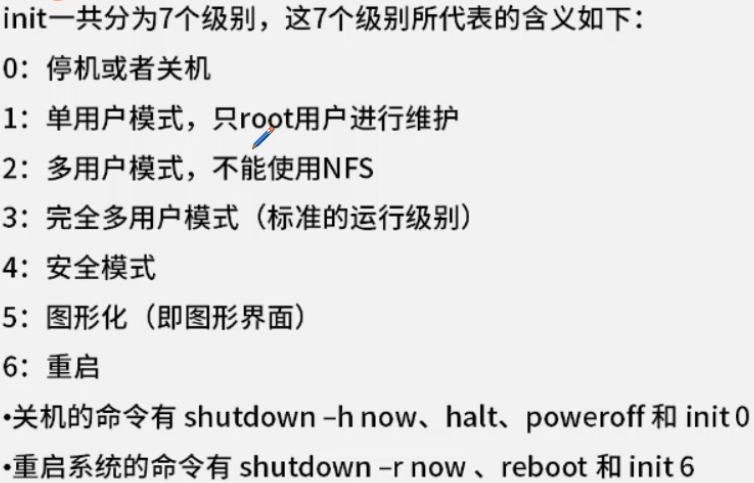 init一共分为7个级别，这7个级别所代表的含义如下：
0：停机或者关机
1：单用户模式，只root用户进行维护
2：多用户模式，不能使用NFS
3：完全多用户模式（标准的运行级别）
4：安全模式
5：图形化（即图形界面）
6：重启
•关机的命令有 shutdown –h now、halt、poweroff 和 init 0
•重启系统的命令有 shutdown –r now 、reboot 和 init 6